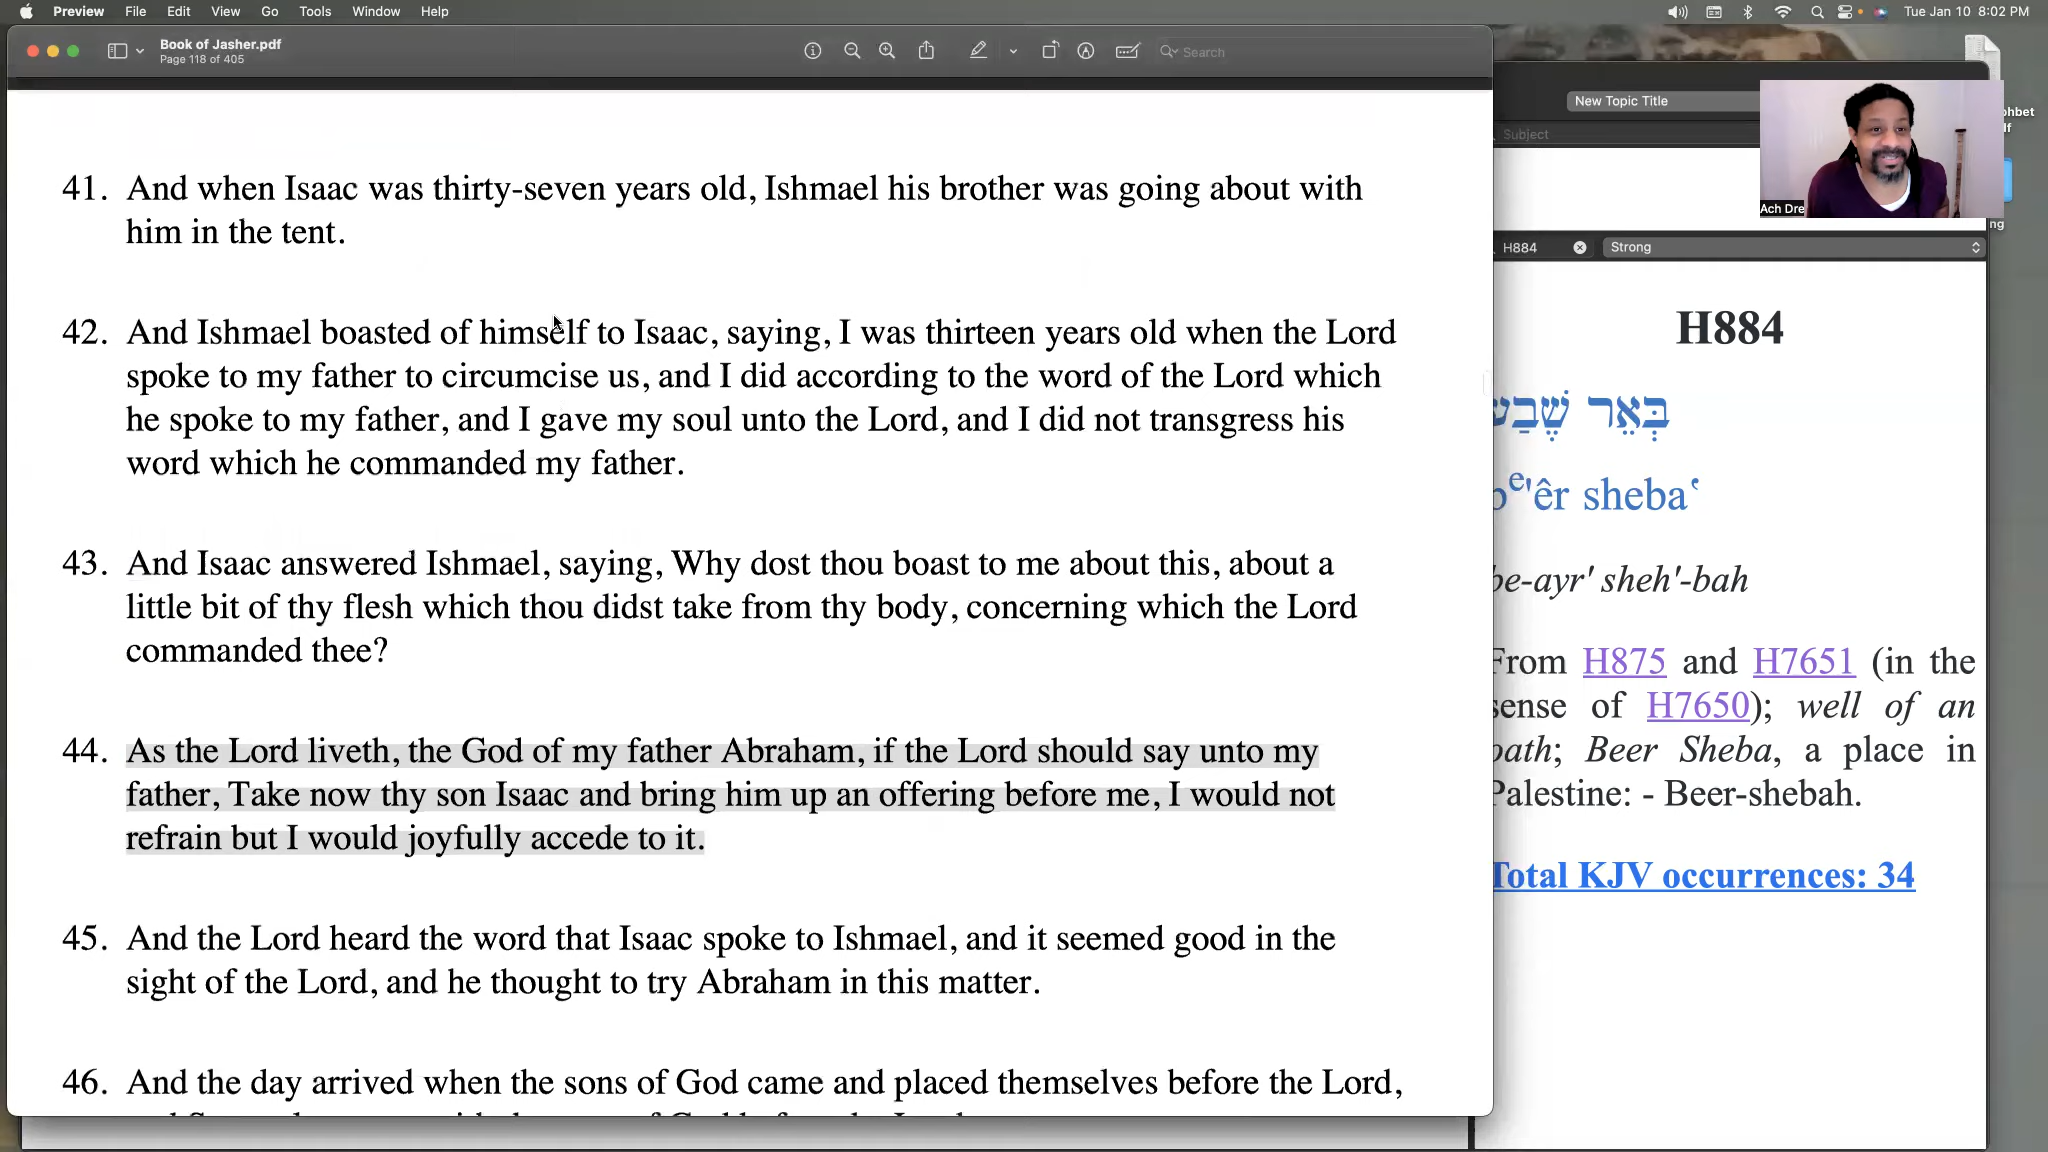 Preview File Edit View Go Tools Window Help
Tue Jan 10 8:02 PM
Book of Jasher.pdf
Page 118 of 405
Search
41. And when Isaac was thirty-seven years old, Ishmael his brother was going about with
him in the tent.
42. And Ishmael boasted of himself to Isaac, saying, I was thirteen years old when the Lord
spoke to my father to circumcise us, and I did according to the word of the Lord which
he spoke to my father, and I gave my soul unto the Lord, and I did not transgress his
word which he commanded my father.
43. And Isaac answered Ishmael, saying, Why dost thou boast to me about this, about a
little bit of thy flesh which thou didst take from thy body, concerning which the Lord
commanded thee?
44. As the Lord liveth, the God of my father Abraham, if the Lord should say unto my
father, Take now thy son Isaac and bring him up an offering before me, I would not
refrain but I would joyfully accede to it.
45. And the Lord heard the word that Isaac spoke to Ishmael, and it seemed good in the
sight of the Lord, and he thought to try Abraham in this matter.
46. And the day arrived when the sons of God came and placed themselves before the Lord,
New Topic Title
Subject
Ach Dre
H884
Strong
H884
בְּאֵר שֶׁבַע
be'êr sheba‛
be-ayr' sheh'-bah
From H875 and H7651 (in the
sense of H7650); well of an
oath; Beer Sheba, a place in
Palestine: - Beer-shebah.
Total KJV occurrences: 34